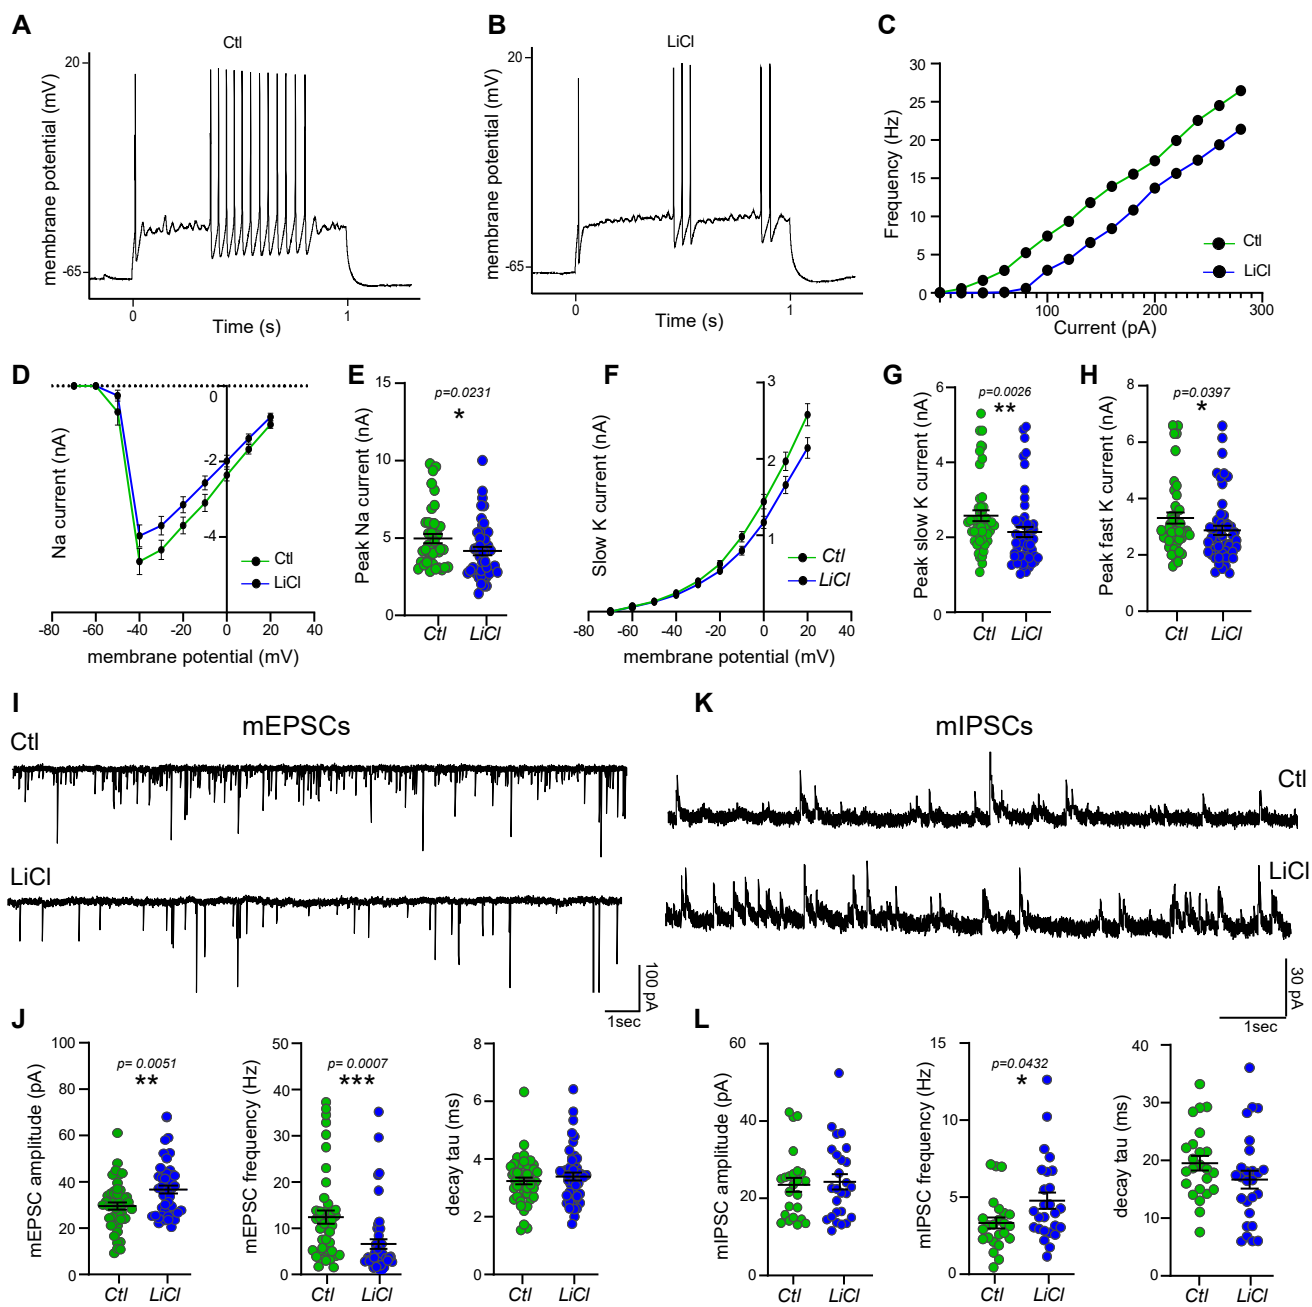 A
Ctl
membrane potential (mV)
20
-65
0
1
Time (s)
B
LiCl
membrane potential (mV)
20
-65
0
1
Time (s)
C
Frequency (Hz)
30
25
20
15
10
5
0
100
200
300
Current (pA)
Ctl
LiCl
D
Na current (nA)
0
-2
-4
Ctl
LiCl
-80
-60
-40
-20
0
20
40
membrane potential (mV)
E
Peak Na current (nA)
15
10
5
0
p=0.0231
*
Ctl
LiCl
F
Slow K current (nA)
3
2
1
Ctl
LiCl
-80
-60
-40
-20
0
20
40
membrane potential (mV)
G
Peak slow K current (nA)
6
4
2
0
p=0.0026
**
Ctl
LiCl
H
Peak fast K current (nA)
8
6
4
2
0
p=0.0397
*
Ctl
LiCl
I
mEPSCs
Ctl
LiCl
100 pA
1sec
K
mIPSCs
Ctl
LiCl
30 pA
1sec
J
mEPSC amplitude (pA)
100
80
60
40
20
0
p= 0.0051
**
Ctl
LiCl
mEPSC frequency (Hz)
50
40
30
20
10
0
p= 0.0007
***
Ctl
LiCl
decay tau (ms)
8
6
4
2
0
Ctl
LiCl
L
mIPSC amplitude (pA)
60
40
20
0
Ctl
LiCl
mIPSC frequency (Hz)
15
10
5
0
p=0.0432
*
Ctl
LiCl
decay tau (ms)
40
30
20
10
0
Ctl
LiCl